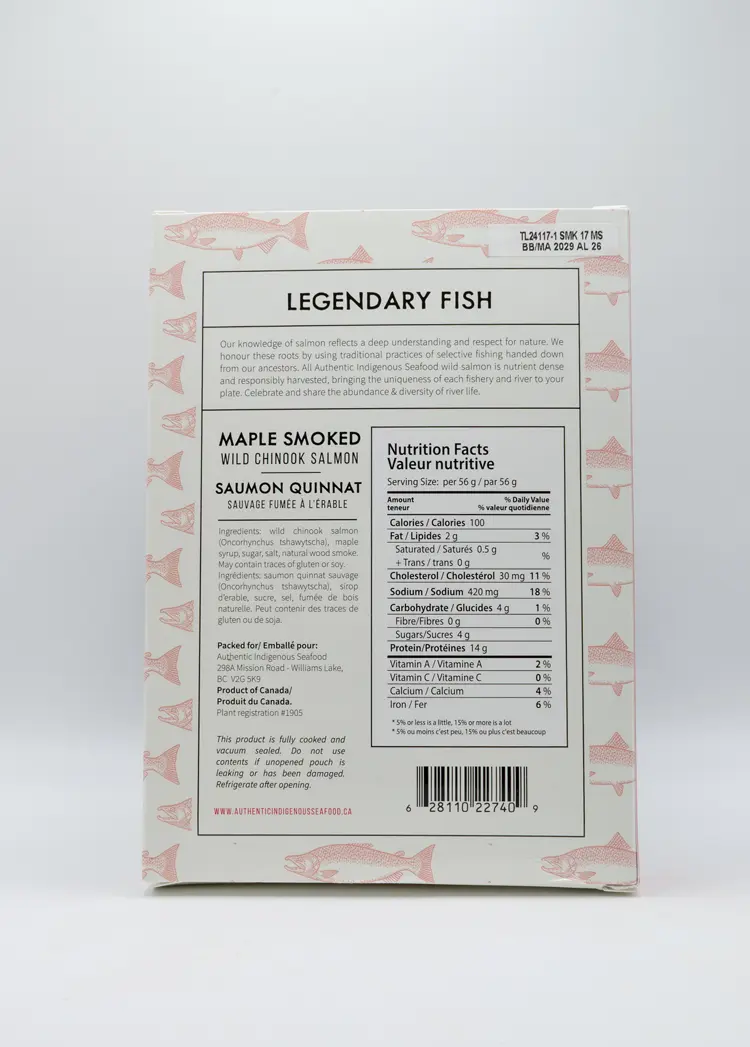 TL24117-1 SMK 17 MS
BB/MA 2029 AL 26
LEGENDARY FISH
Our knowledge of salmon reflects a deep understanding and respect for nature. We
honour these roots by using traditional practices of selective fishing handed down
from our ancestors. All Authentic Indigenous Seafood wild salmon is nutrient dense
and responsibly harvested, bringing the uniqueness of each fishery and river to your
plate. Celebrate and share the abundance & diversity of river life.
MAPLE SMOKED
WILD CHINOOK SALMON
SAUMON QUINNAT
SAUVAGE FUMÉE À L'ÉRABLE
Ingredients: wild chinook salmon
(Oncorhynchus tshawytscha), maple
syrup, sugar, salt, natural wood smoke.
May contain traces of gluten or soy.
Ingrédients: saumon quinnat sauvage
(Oncorhynchus tshawytscha), sirop
d'erable, sucre, sel, fumée de bois
naturelle. Peut contenir des traces de
gluten ou de soja.
Packed for/ Emballé pour:
Authentic Indigenous Seafood
298A Mission Road - Williams Lake,
BC V2G 5K9
Product of Canada/
Produit du Canada.
Plant registration #1905
This product is fully cooked and
vacuum sealed. Do not use
contents if unopened pouch is
leaking or has been damaged.
Refrigerate after opening.
WWW.AUTHENTICINDIGENOUSSEAFOOD.CA
Nutrition Facts
Valeur nutritive
Serving Size: per 56 g / par 56 g
Amount % Daily Value
teneur % valeur quotidienne
Calories / Calories 100
Fat / Lipides 2 g 3 %
Saturated / Saturés 0.5 g
+ Trans / trans 0 g %
Cholesterol / Cholestérol 30 mg 11 %
Sodium / Sodium 420 mg 18 %
Carbohydrate / Glucides 4 g 1 %
Fibre/Fibres 0 g 0 %
Sugars/Sucres 4 g
Protein/Protéines 14 g
Vitamin A / Vitamine A 2 %
Vitamin C / Vitamine C 0 %
Calcium / Calcium 4 %
Iron / Fer 6 %
* 5% or less is a little, 15% or more is a lot
* 5% ou moins c'est peu, 15% ou plus c'est beaucoup
6 28110 22740 9